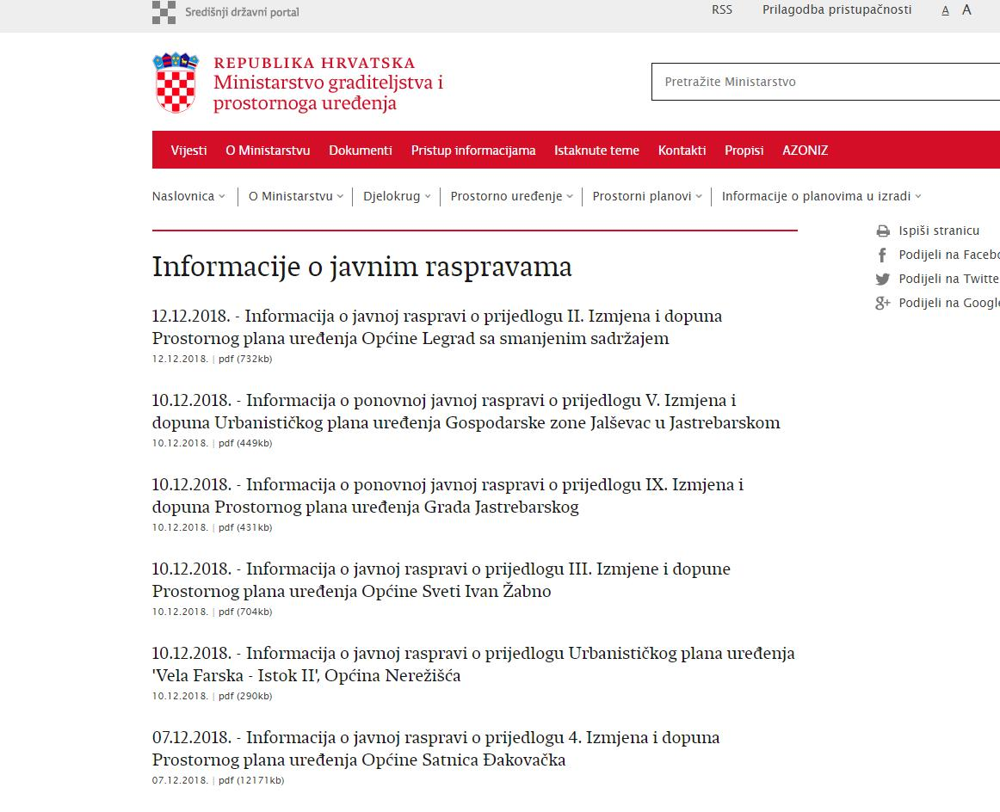 Središnji državni portal
RSS Prilagodba pristupačnosti A A
REPUBLIKA HRVATSKA
Ministarstvo graditeljstva i
prostornoga uređenja
Pretražite Ministarstvo
Vijesti O Ministarstvu Dokumenti Pristup informacijama Istaknute teme Kontakti Propisi AZONIZ
Naslovnica O Ministarstvu Djelokrug Prostorno uređenje Prostorni planovi Informacije o planovima u izradi
Ispiši stranicu
Podijeli na Facebo
Podijeli na Twitte
Podijeli na Google
Informacije o javnim raspravama
12.12.2018. - Informacija o javnoj raspravi o prijedlogu II. Izmjena i dopuna
Prostornog plana uređenja Općine Legrad sa smanjenim sadržajem
12.12.2018. | pdf (732kb)
10.12.2018. - Informacija o ponovnoj javnoj raspravi o prijedlogu V. Izmjena i
dopuna Urbanističkog plana uređenja Gospodarske zone Jalševac u Jastrebarskom
10.12.2018. | pdf (449kb)
10.12.2018. - Informacija o ponovnoj javnoj raspravi o prijedlogu IX. Izmjena i
dopuna Prostornog plana uređenja Grada Jastrebarskog
10.12.2018. | pdf (431kb)
10.12.2018. - Informacija o javnoj raspravi o prijedlogu III. Izmjene i dopune
Prostornog plana uređenja Općine Sveti Ivan Žabno
10.12.2018. | pdf (704kb)
10.12.2018. - Informacija o javnoj raspravi o prijedlogu Urbanističkog plana uređenja
'Vela Farska - Istok II', Općina Nerežišća
10.12.2018. | pdf (290kb)
07.12.2018. - Informacija o javnoj raspravi o prijedlogu 4. Izmjena i dopuna
Prostornog plana uređenja Općine Satnica Đakovačka
07.12.2018. | pdf (12171kb)